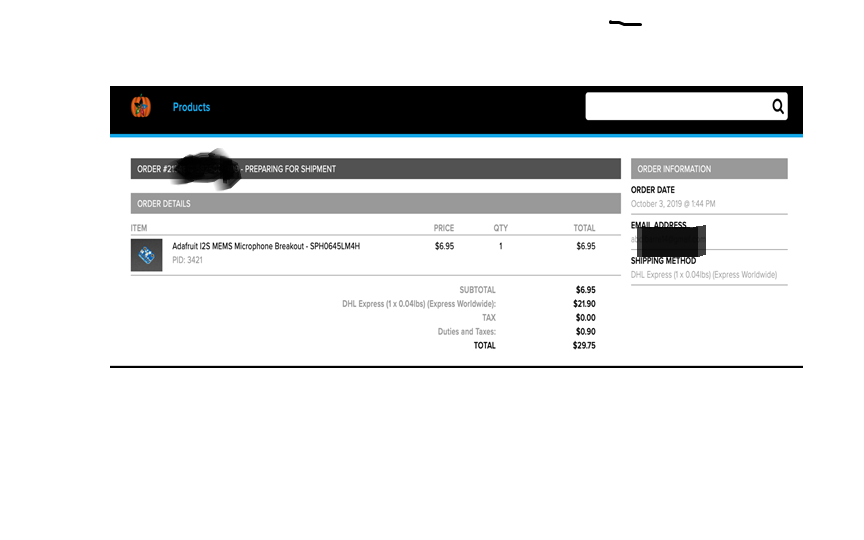 Products
ORDER #21 - PREPARING FOR SHIPMENT
ORDER DETAILS
ITEM PRICE QTY TOTAL
Adafruit I2S MEMS Microphone Breakout - SPH0645LM4H $6.95 1 $6.95
PID: 3421
SUBTOTAL $6.95
DHL Express (1 x 0.04lbs) (Express Worldwide): $21.90
TAX $0.00
Duties and Taxes: $0.90
TOTAL $29.75
ORDER INFORMATION
ORDER DATE
October 3, 2019 @ 1:44 PM
EMAIL ADDRESS
SHIPPING METHOD
DHL Express (1 x 0.04lbs) (Express Worldwide)